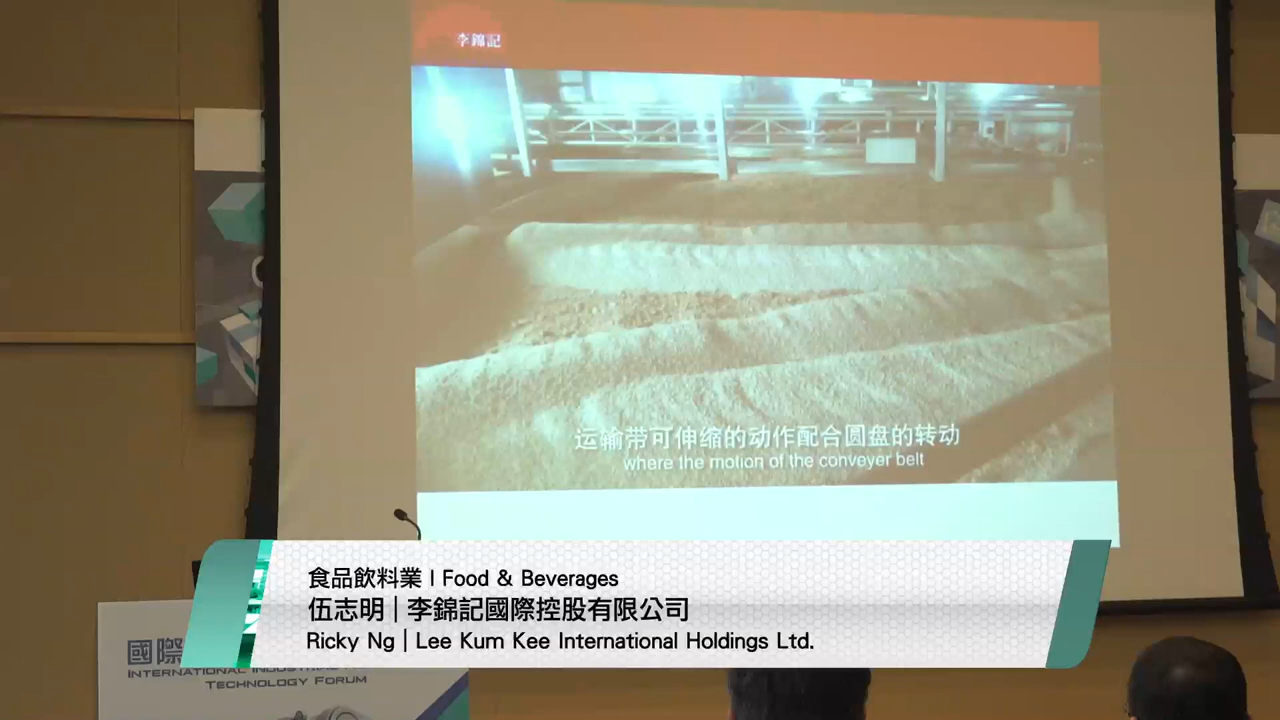 李錦記
运输带可伸缩的动作配合圆盘的转动
where the motion of the conveyer belt
食品飲料業 | Food & Beverages
伍志明 | 李錦記國際控股有限公司
Ricky Ng | Lee Kum Kee International Holdings Ltd.
國際
INTERNATIONAL
TECHNOLOGY FORUM